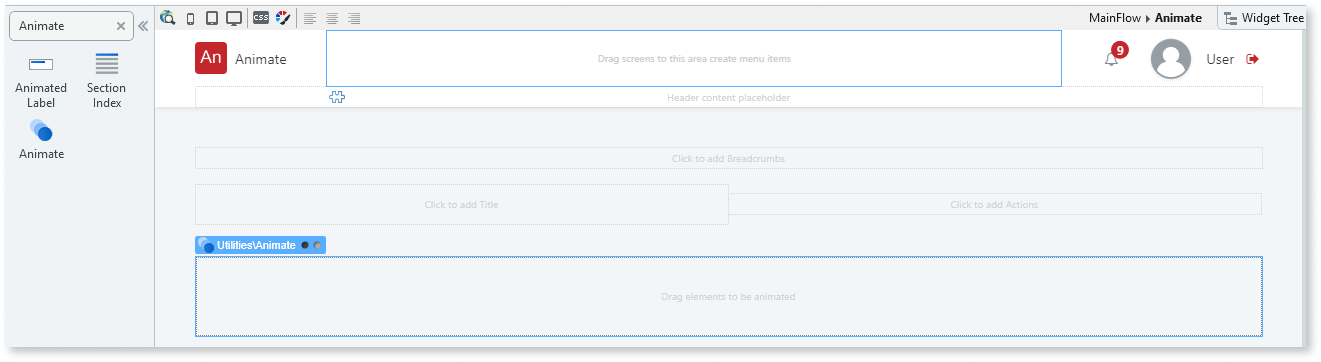 Animate
CSS
MainFlow Animate
Widget Tree
Animated
Label
Section
Index
Animate
An
Animate
Drag screens to this area create menu items
9
User
Header content placeholder
Click to add Breadcrumbs
Click to add Title
Click to add Actions
Utilities\Animate
Drag elements to be animated